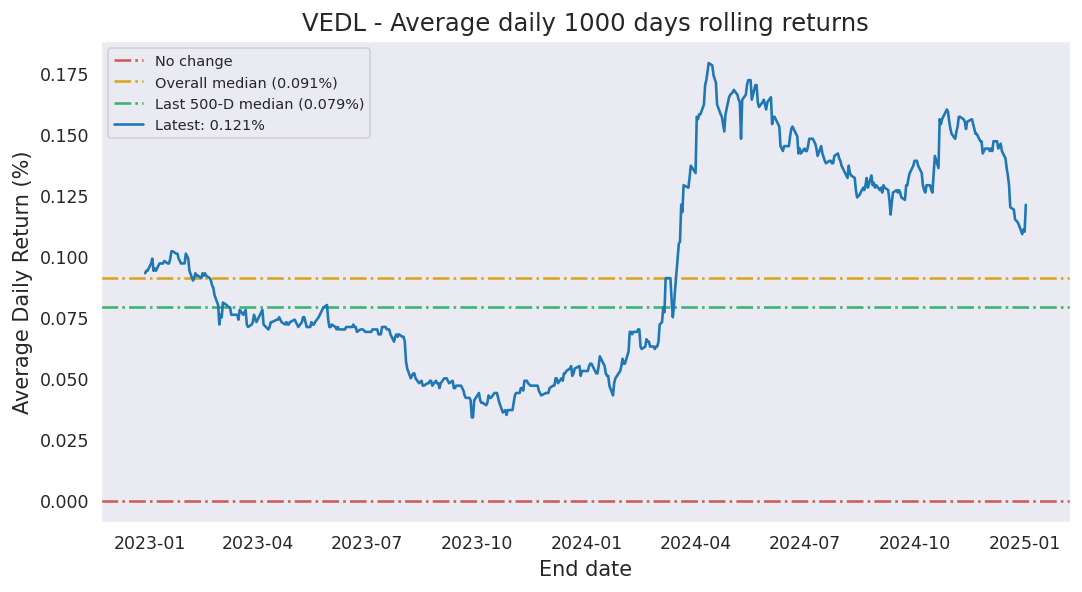 VEDL - Average daily 1000 days rolling returns
No change
Overall median (0.091%)
Last 500-D median (0.079%)
Latest: 0.121%
Average Daily Return (%)
0.175
0.150
0.125
0.100
0.075
0.050
0.025
0.000
2023-01 2023-04 2023-07 2023-10 2024-01 2024-04 2024-07 2024-10 2025-01
End date